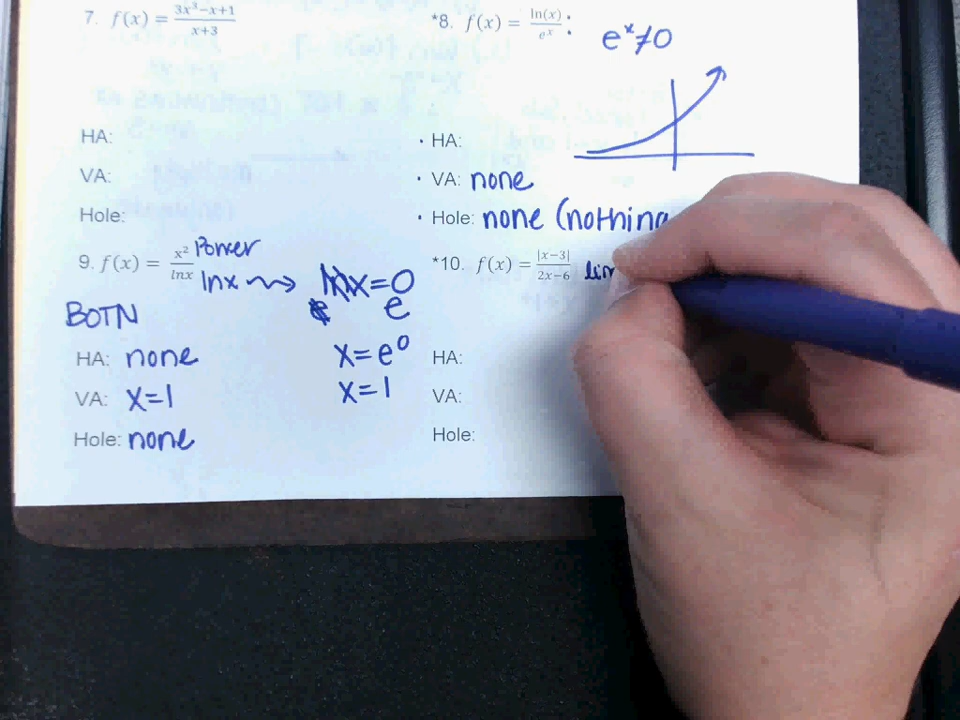 7. f(x) = (3x³−x+1)/(x+3)
HA:
VA:
Hole:
*8. f(x) = ln(x)/eˣ :
eˣ≠0
· HA:
· VA: none
· Hole: none (nothing
9. f(x) = x²/lnx
Power
lnx → lnx=0
e e
x=e⁰
x=1
BOTN
HA: none
VA: x=1
Hole: none
*10. f(x) = |x−3|/(2x−6)
lim
HA:
VA:
Hole: